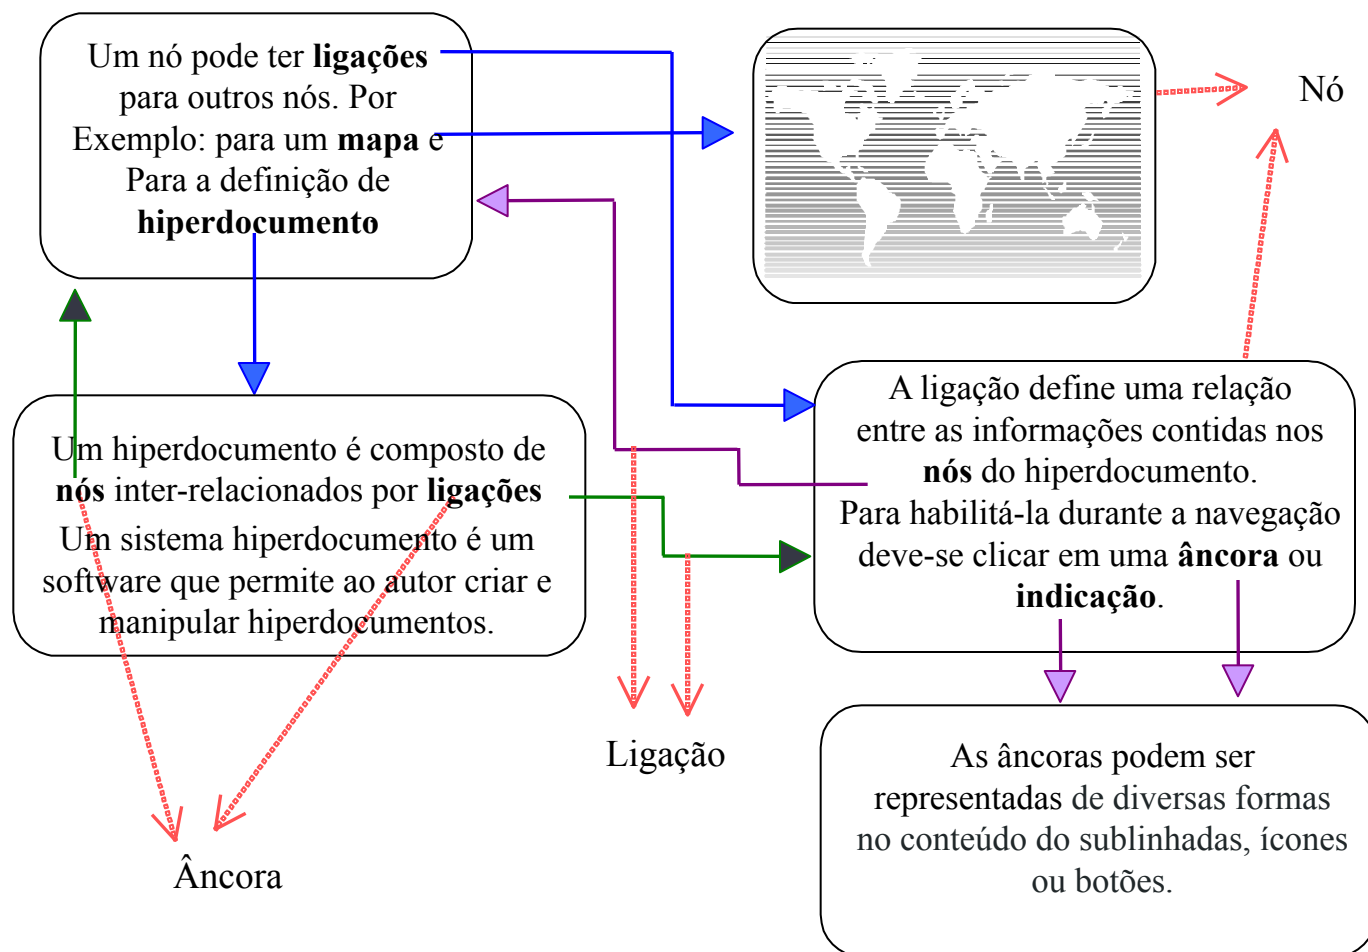 Um nó pode ter ligações
para outros nós. Por
Exemplo: para um mapa e
Para a definição de
hiperdocumento
Nó
Um hiperdocumento é composto de
nós inter-relacionados por ligações
Um sistema hiperdocumento é um
software que permite ao autor criar e
manipular hiperdocumentos.
A ligação define uma relação
entre as informações contidas nos
nós do hiperdocumento.
Para habilitá-la durante a navegação
deve-se clicar em uma âncora ou
indicação.
Ligação
Âncora
As âncoras podem ser
representadas de diversas formas
no conteúdo do sublinhadas, ícones
ou botões.